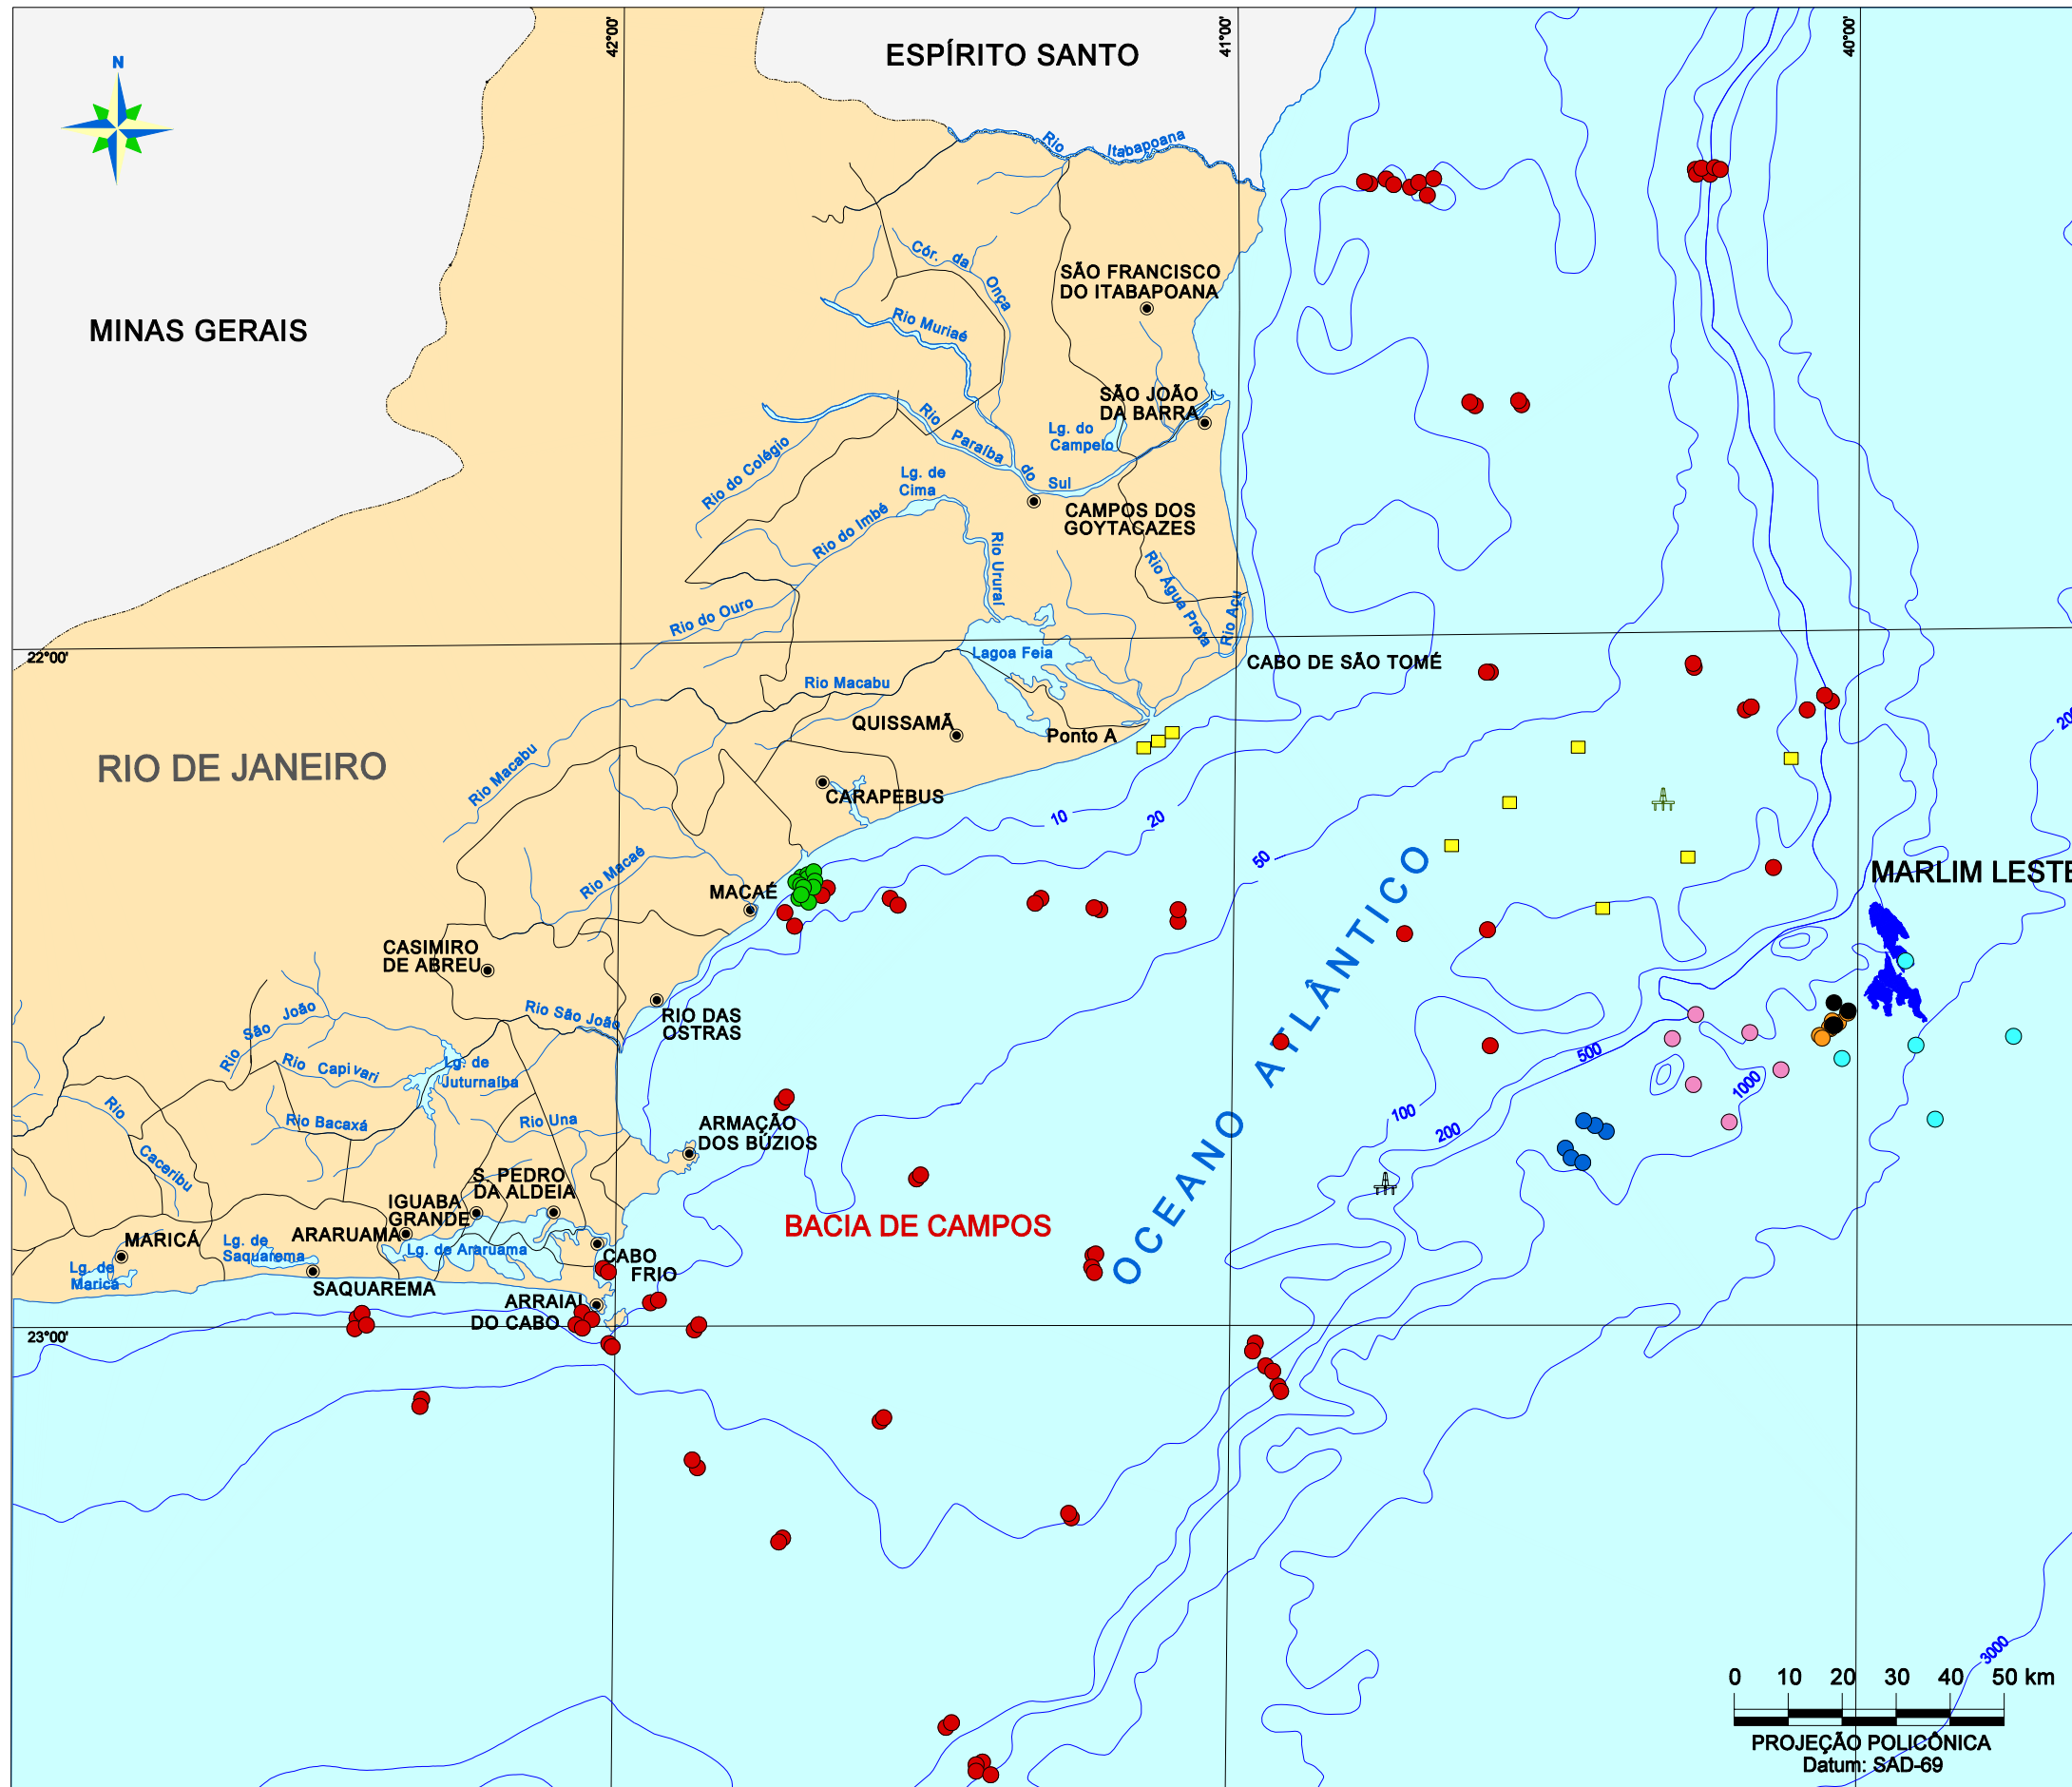 42°00'
41°00'
40°00'
ESPÍRITO SANTO
N
Rio
Itabapoana
MINAS GERAIS
Cór. da
Onça
SÃO FRANCISCO
DO ITABAPOANA
Rio Muriaé
SÃO JOÃO
DA BARRA
Rio
Paraíba
do
Sul
Lg. do
Campelo
Rio do Colégio
Lg. de
Cima
CAMPOS DOS
GOYTACAZES
Rio do Imbé
Rio Ururaí
Rio Água Preta
Rio Açu
Rio do Ouro
22°00'
Lagoa Feia
CABO DE SÃO TOMÉ
Rio Macabu
QUISSAMÃ
Ponto A
RIO DE JANEIRO
Rio Macabu
CARAPEBUS
10
20
50
200
Rio Macaé
MACAÉ
MARLIM LESTE
CASIMIRO
DE ABREU
OCEANO ATLÂNTICO
Rio São João
Rio São João
RIO DAS
OSTRAS
Rio Capivari
Lg. de
Juturnaíba
500
1000
100
200
Rio
Caceribu
Rio Bacaxá
Rio Una
ARMAÇÃO
DOS BÚZIOS
S. PEDRO
DA ALDEIA
IGUABA
GRANDE
BACIA DE CAMPOS
ARARUAMA
MARICÁ
Lg. de
Saquarema
Lg. de Araruama
CABO
FRIO
Lg. de
Maricá
SAQUAREMA
ARRAIAL
DO CABO
23°00'
3000
0 10 20 30 40 50 km
PROJEÇÃO POLICÔNICA
Datum: SAD-69